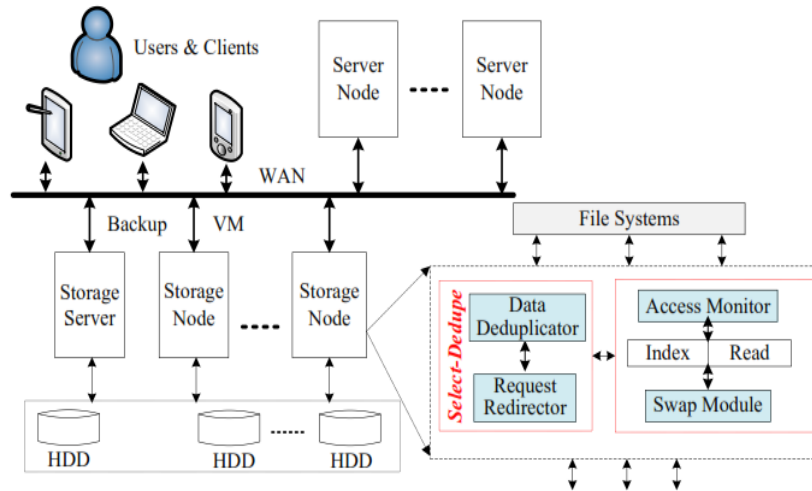 Users & Clients
Server
Node
Server
Node
WAN
Backup
VM
File Systems
Storage
Server
Storage
Node
Storage
Node
Select-Dedupe
Data
Deduplicator
Request
Redirector
Access Monitor
Index
Read
Swap Module
HDD
HDD
HDD